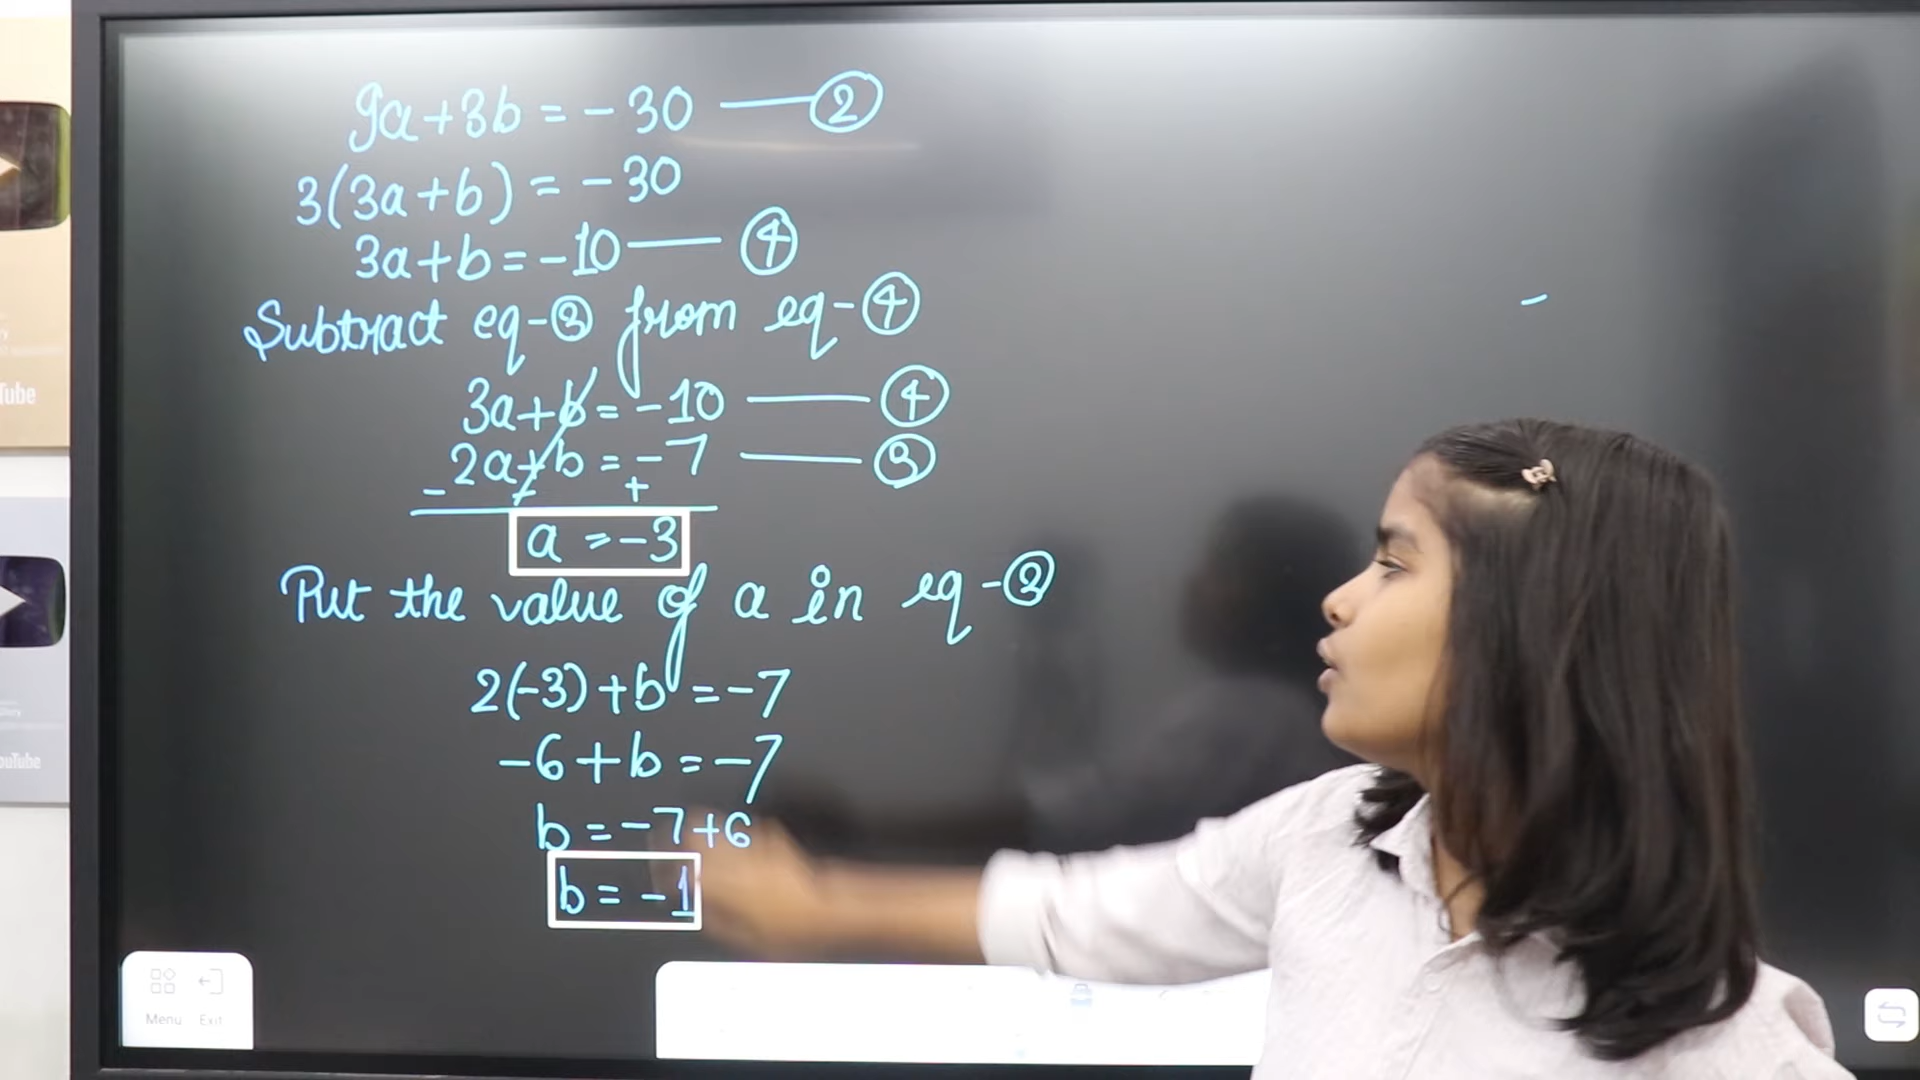 9a+3b = -30 —— ②
3(3a+b) = -30
3a+b = -10 —— ④
Subtract eq-③ from eq-④
3a+b = -10 —— ④
2a+b = -7 —— ③
- - +
a = -3
Put the value of a in eq-③
2(-3)+b = -7
-6+b = -7
b = -7+6
b = -1
Menu Exit
Tube
ouTube